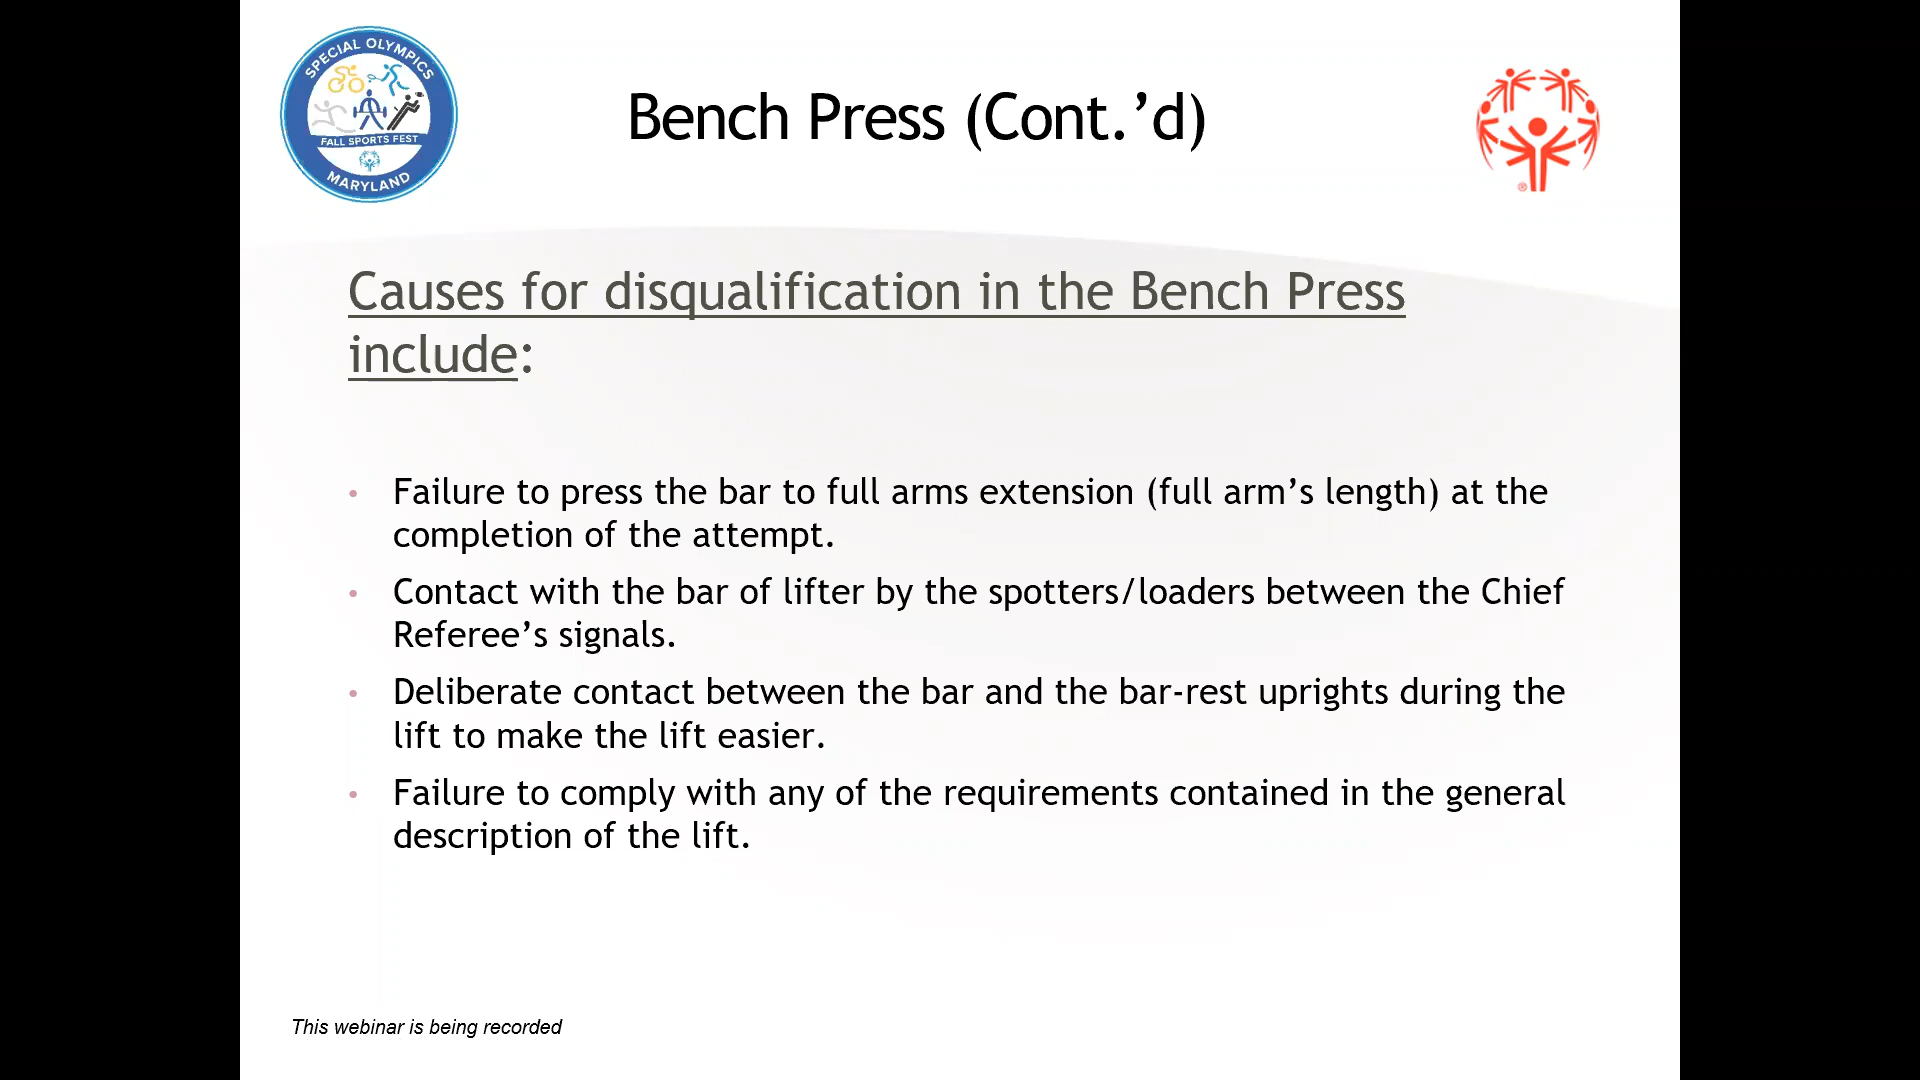 SPECIAL OLYMPICS
FALL SPORTS FEST
MARYLAND
Bench Press (Cont.’d)
®
Causes for disqualification in the Bench Press
include:
• Failure to press the bar to full arms extension (full arm’s length) at the
completion of the attempt.
• Contact with the bar of lifter by the spotters/loaders between the Chief
Referee’s signals.
• Deliberate contact between the bar and the bar-rest uprights during the
lift to make the lift easier.
• Failure to comply with any of the requirements contained in the general
description of the lift.
This webinar is being recorded